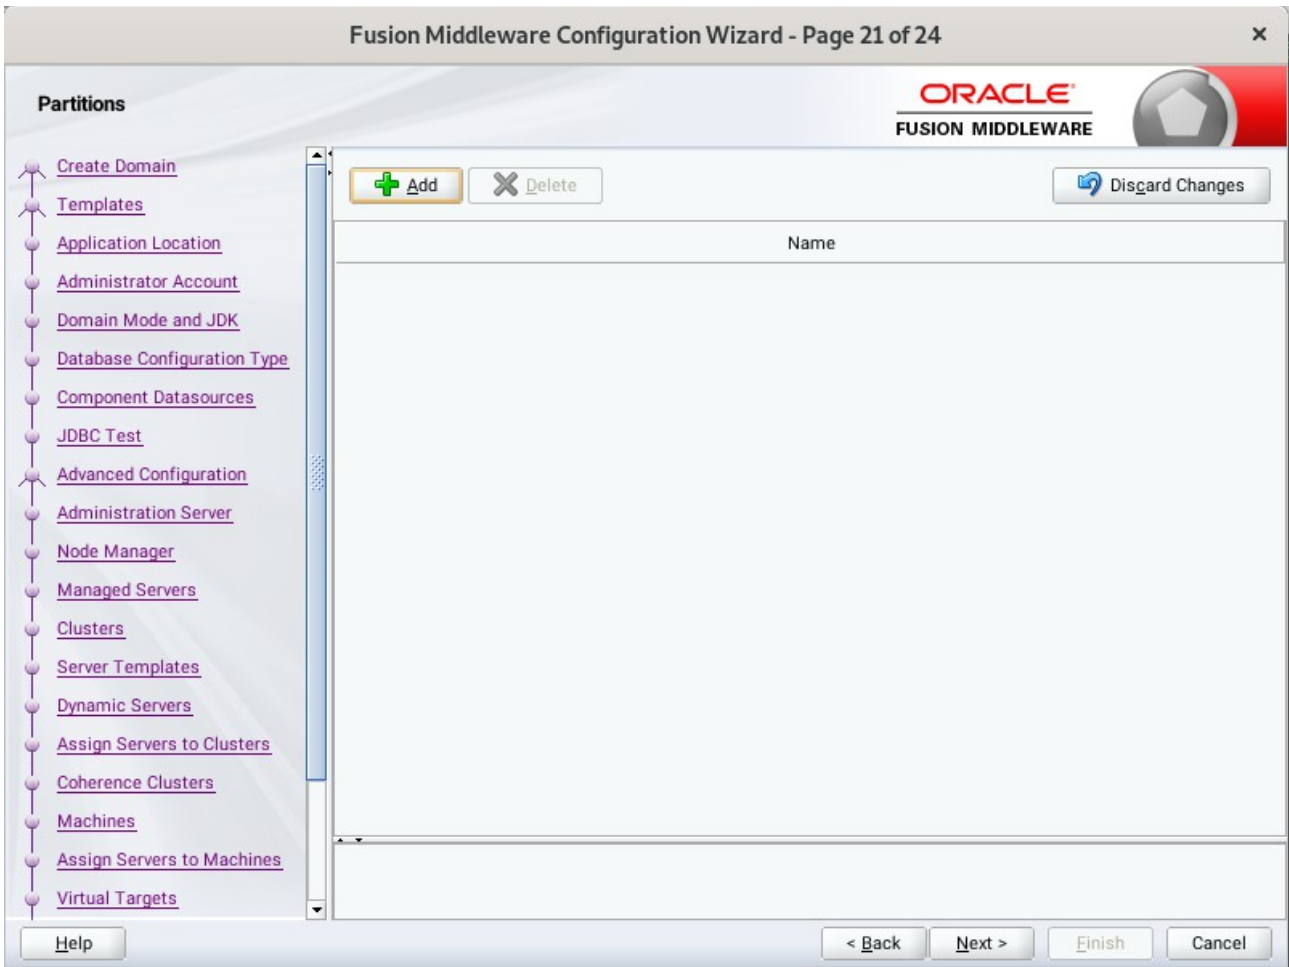 Fusion Middleware Configuration Wizard - Page 21 of 24
Partitions
ORACLE
FUSION MIDDLEWARE
Create Domain
Templates
Application Location
Administrator Account
Domain Mode and JDK
Database Configuration Type
Component Datasources
JDBC Test
Advanced Configuration
Administration Server
Node Manager
Managed Servers
Clusters
Server Templates
Dynamic Servers
Assign Servers to Clusters
Coherence Clusters
Machines
Assign Servers to Machines
Virtual Targets
Add Delete Discard Changes
Name
Help < Back Next > Finish Cancel